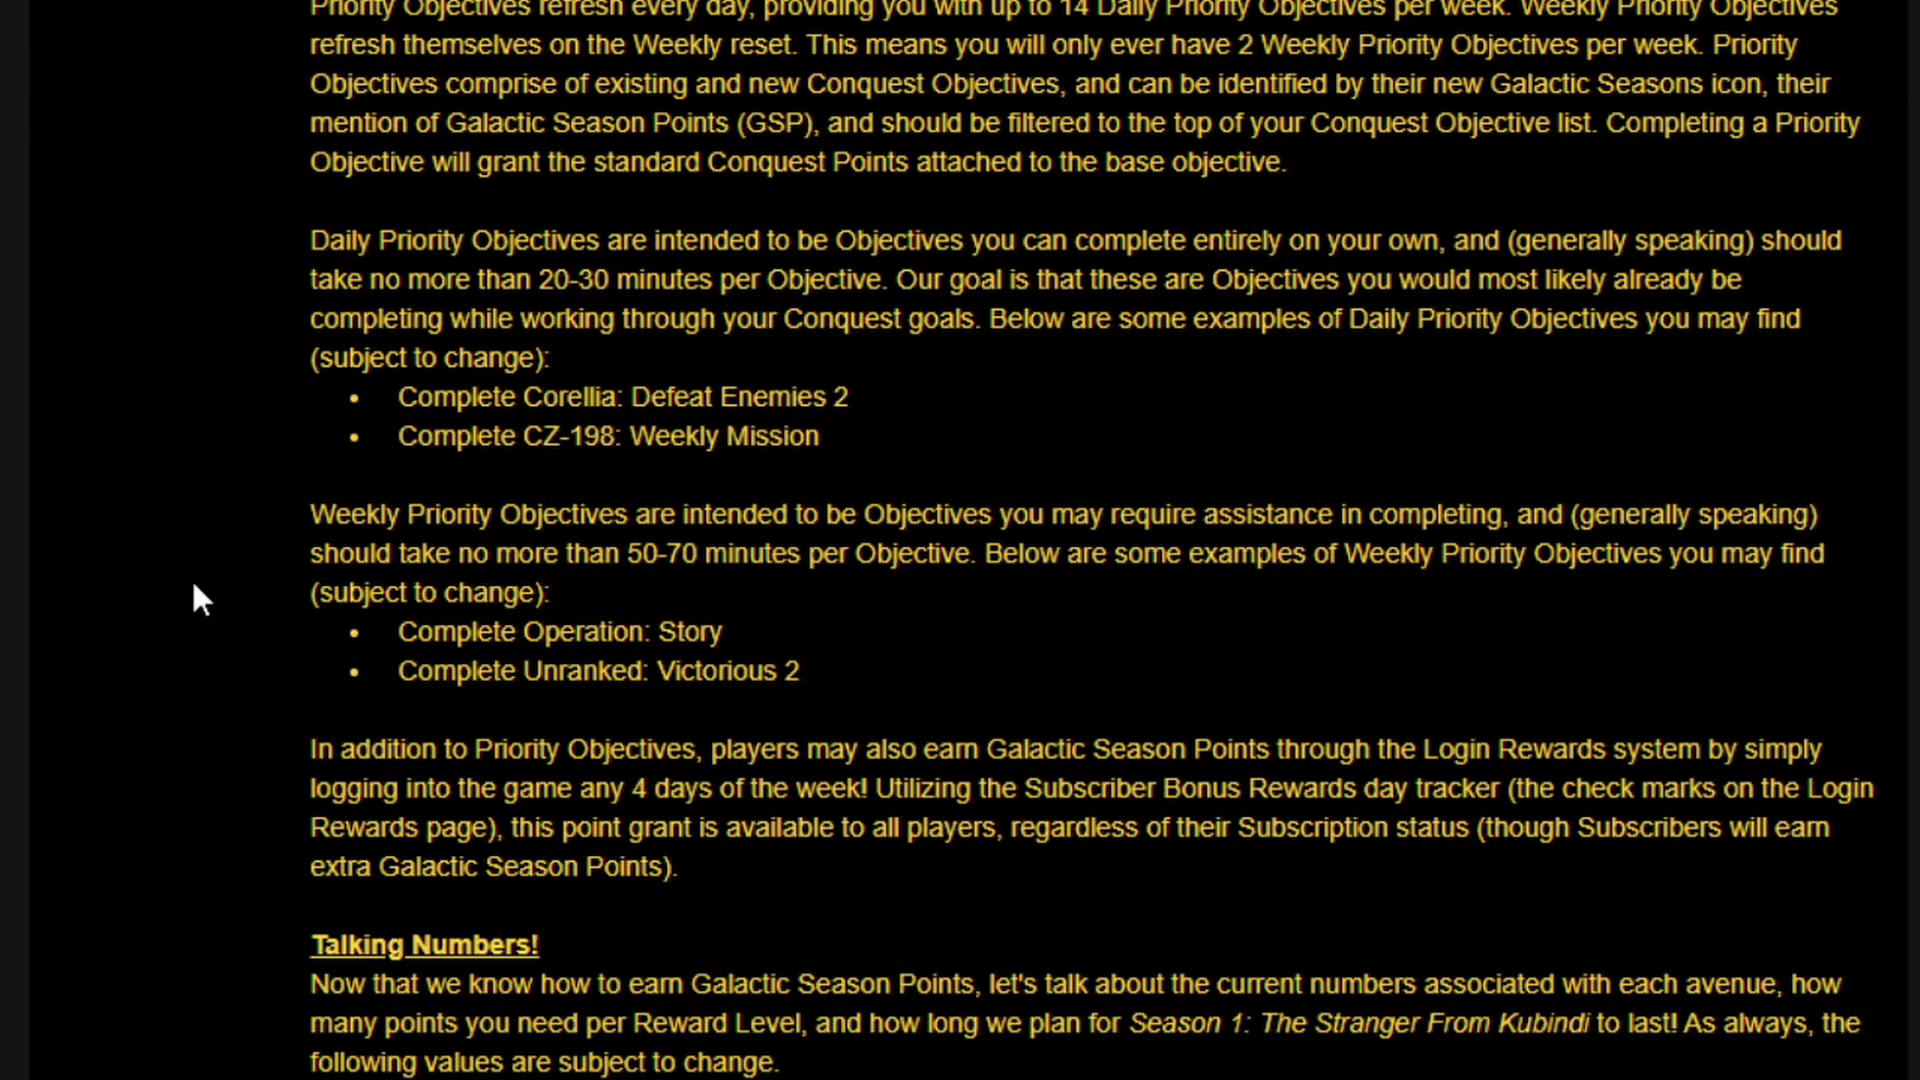 Priority Objectives refresh every day, providing you with up to 14 Daily Priority Objectives per week. Weekly Priority Objectives
refresh themselves on the Weekly reset. This means you will only ever have 2 Weekly Priority Objectives per week. Priority
Objectives comprise of existing and new Conquest Objectives, and can be identified by their new Galactic Seasons icon, their
mention of Galactic Season Points (GSP), and should be filtered to the top of your Conquest Objective list. Completing a Priority
Objective will grant the standard Conquest Points attached to the base objective.
Daily Priority Objectives are intended to be Objectives you can complete entirely on your own, and (generally speaking) should
take no more than 20-30 minutes per Objective. Our goal is that these are Objectives you would most likely already be
completing while working through your Conquest goals. Below are some examples of Daily Priority Objectives you may find
(subject to change):
• Complete Corellia: Defeat Enemies 2
• Complete CZ-198: Weekly Mission
Weekly Priority Objectives are intended to be Objectives you may require assistance in completing, and (generally speaking)
should take no more than 50-70 minutes per Objective. Below are some examples of Weekly Priority Objectives you may find
(subject to change):
• Complete Operation: Story
• Complete Unranked: Victorious 2
In addition to Priority Objectives, players may also earn Galactic Season Points through the Login Rewards system by simply
logging into the game any 4 days of the week! Utilizing the Subscriber Bonus Rewards day tracker (the check marks on the Login
Rewards page), this point grant is available to all players, regardless of their Subscription status (though Subscribers will earn
extra Galactic Season Points).
Talking Numbers!
Now that we know how to earn Galactic Season Points, let's talk about the current numbers associated with each avenue, how
many points you need per Reward Level, and how long we plan for Season 1: The Stranger From Kubindi to last! As always, the
following values are subject to change.